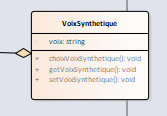 VoixSynthetique
voix: string
+ choixVoixSynthetique(): void
+ getVoixSynthetique(): void
+ setVoixSynthetique(): void